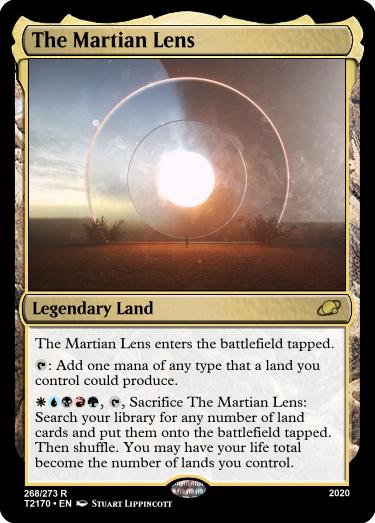 The Martian Lens
Legendary Land
The Martian Lens enters the battlefield tapped.
: Add one mana of any type that a land you
control could produce.
, , Sacrifice The Martian Lens:
Search your library for any number of land
cards and put them onto the battlefield tapped.
Then shuffle. You may have your life total
become the number of lands you control.
268/273 R
2020
T2170 • EN Stuart Lippincott